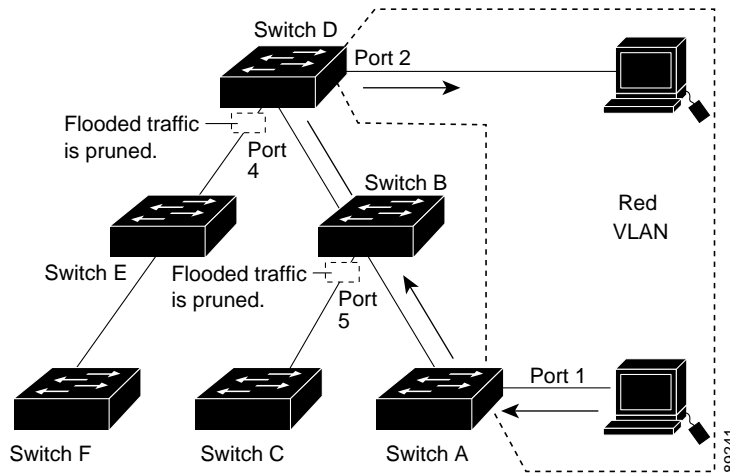 Switch D
Port 2
Flooded traffic
is pruned.
Port
4
Switch B
Red
VLAN
Switch E
Flooded traffic
is pruned.
Port
5
Port 1
Switch F
Switch C
Switch A
89241